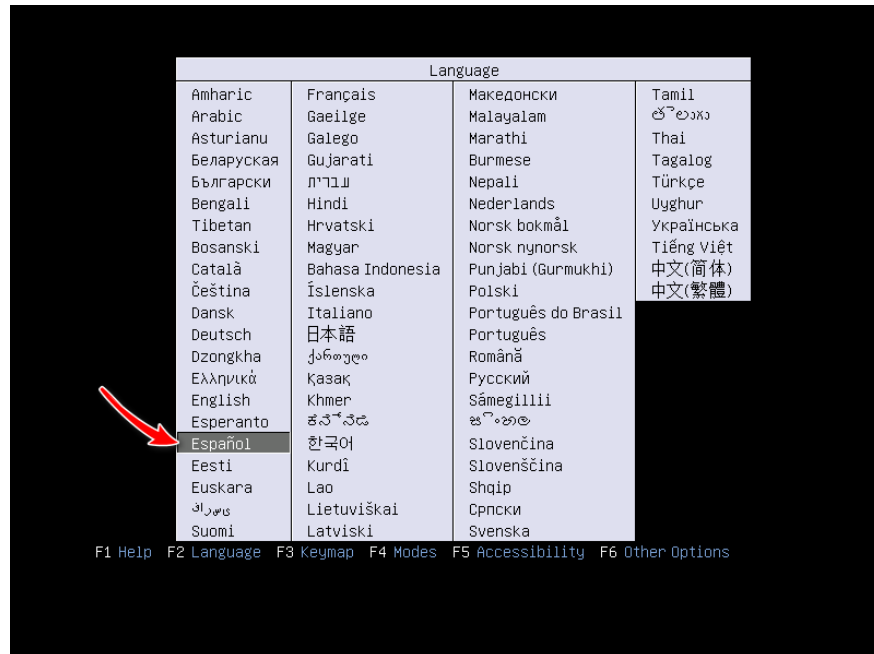 Language
Amharic
Arabic
Asturianu
Беларуская
Български
Bengali
Tibetan
Bosanski
Català
Čeština
Dansk
Deutsch
Dzongkha
Ελληνικά
English
Esperanto
Español
Eesti
Euskara
فارسی
Suomi
Français
Gaeilge
Galego
Gujarati
עברית
Hindi
Hrvatski
Magyar
Bahasa Indonesia
Íslenska
Italiano
日本語
ქართული
Қазақ
Khmer
ಕನ್ನಡ
한국어
Kurdî
Lao
Lietuviškai
Latviski
Македонски
Malayalam
Marathi
Burmese
Nepali
Nederlands
Norsk bokmål
Norsk nynorsk
Punjabi (Gurmukhi)
Polski
Português do Brasil
Português
Română
Русский
Sámegillii
සිංහල
Slovenčina
Slovenščina
Shqip
Српски
Svenska
Tamil
తెలుగు
Thai
Tagalog
Türkçe
Uyghur
Українська
Tiếng Việt
中文(简体)
中文(繁體)
F1 Help F2 Language F3 Keymap F4 Modes F5 Accessibility F6 Other Options